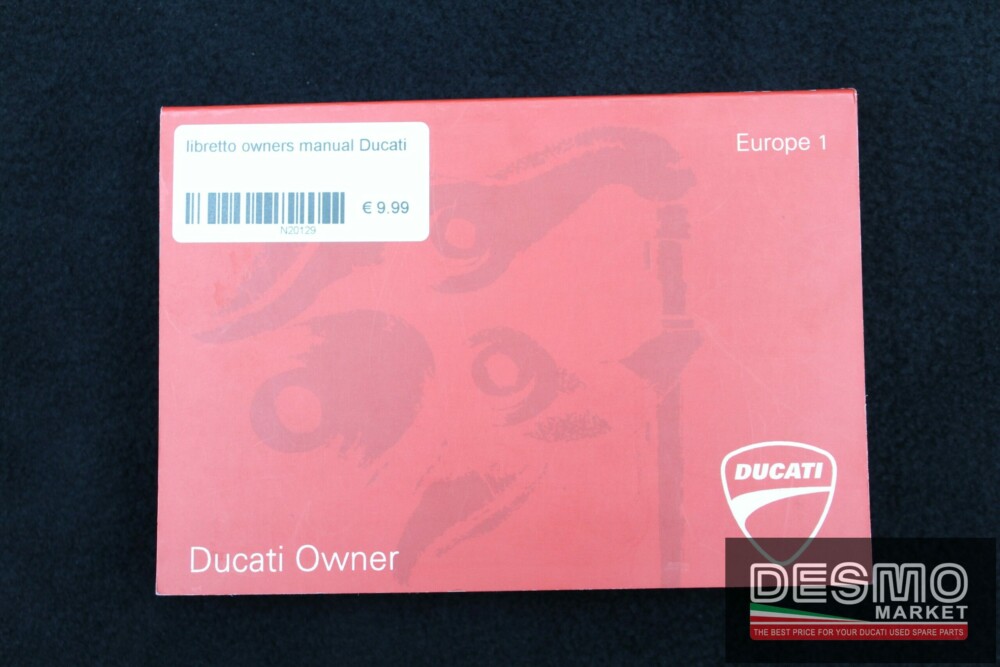 libretto owners manual Ducati
€ 9.99
N20129
Europe 1
DUCATI
Ducati Owner
DESMO
MARKET
THE BEST PRICE FOR YOUR DUCATI USED SPARE PARTS